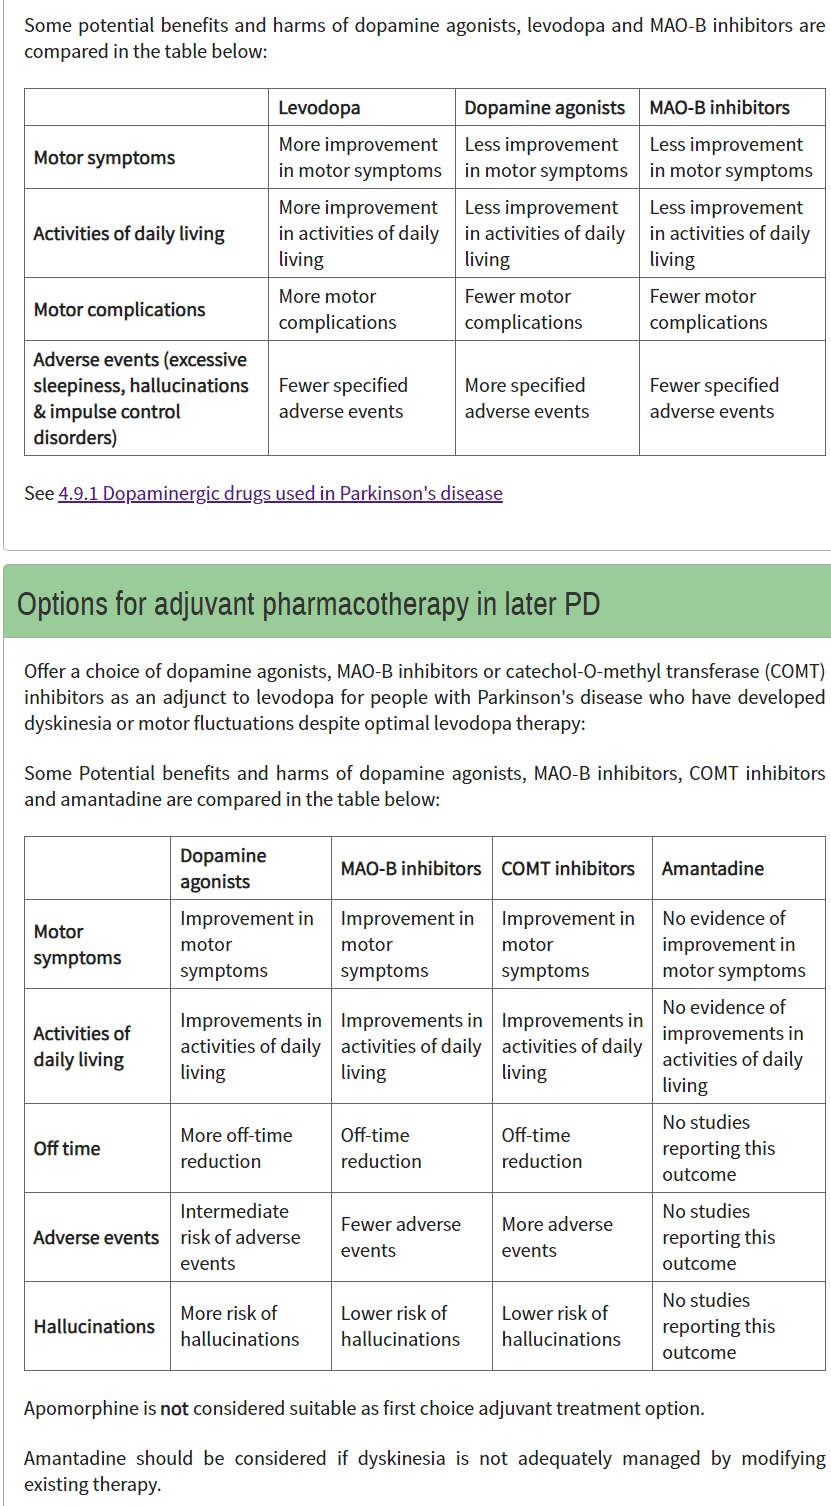 Some potential benefits and harms of dopamine agonists, levodopa and MAO-B inhibitors are
compared in the table below:
Levodopa
Dopamine agonists
MAO-B inhibitors
Motor symptoms
More improvement
in motor symptoms
Less improvement
in motor symptoms
Less improvement
in motor symptoms
Activities of daily living
More improvement
in activities of daily
living
Less improvement
in activities of daily
living
Less improvement
in activities of daily
living
Motor complications
More motor
complications
Fewer motor
complications
Fewer motor
complications
Adverse events (excessive
sleepiness, hallucinations
& impulse control
disorders)
Fewer specified
adverse events
More specified
adverse events
Fewer specified
adverse events
See 4.9.1 Dopaminergic drugs used in Parkinson's disease
Options for adjuvant pharmacotherapy in later PD
Offer a choice of dopamine agonists, MAO-B inhibitors or catechol-O-methyl transferase (COMT)
inhibitors as an adjunct to levodopa for people with Parkinson's disease who have developed
dyskinesia or motor fluctuations despite optimal levodopa therapy:
Some Potential benefits and harms of dopamine agonists, MAO-B inhibitors, COMT inhibitors
and amantadine are compared in the table below:
Dopamine
agonists
MAO-B inhibitors
COMT inhibitors
Amantadine
Motor
symptoms
Improvement in
motor
symptoms
Improvement in
motor
symptoms
Improvement in
motor
symptoms
No evidence of
improvement in
motor symptoms
Activities of
daily living
Improvements in
activities of daily
living
Improvements in
activities of daily
living
Improvements in
activities of daily
living
No evidence of
improvements in
activities of daily
living
Off time
More off-time
reduction
Off-time
reduction
Off-time
reduction
No studies
reporting this
outcome
Adverse events
Intermediate
risk of adverse
events
Fewer adverse
events
More adverse
events
No studies
reporting this
outcome
Hallucinations
More risk of
hallucinations
Lower risk of
hallucinations
Lower risk of
hallucinations
No studies
reporting this
outcome
Apomorphine is not considered suitable as first choice adjuvant treatment option.
Amantadine should be considered if dyskinesia is not adequately managed by modifying
existing therapy.